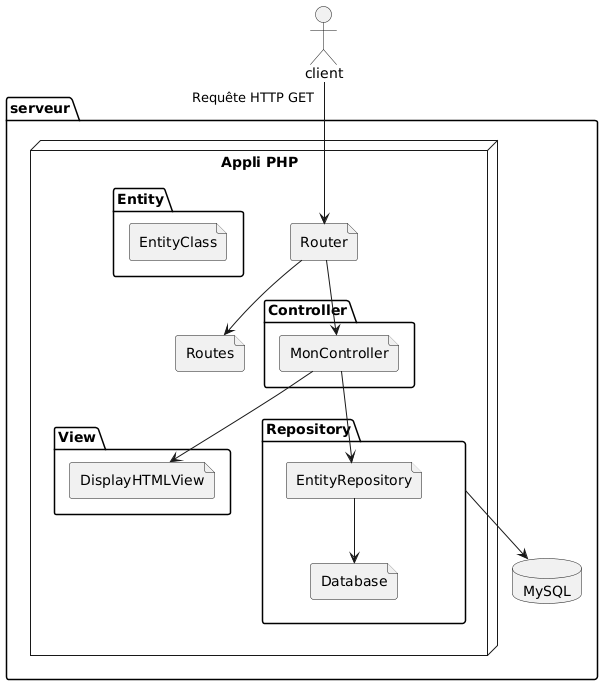 client
Requête HTTP GET
serveur
Appli PHP
Entity
EntityClass
Router
Controller
Routes
MonController
View
Repository
DisplayHTMLView
EntityRepository
Database
MySQL